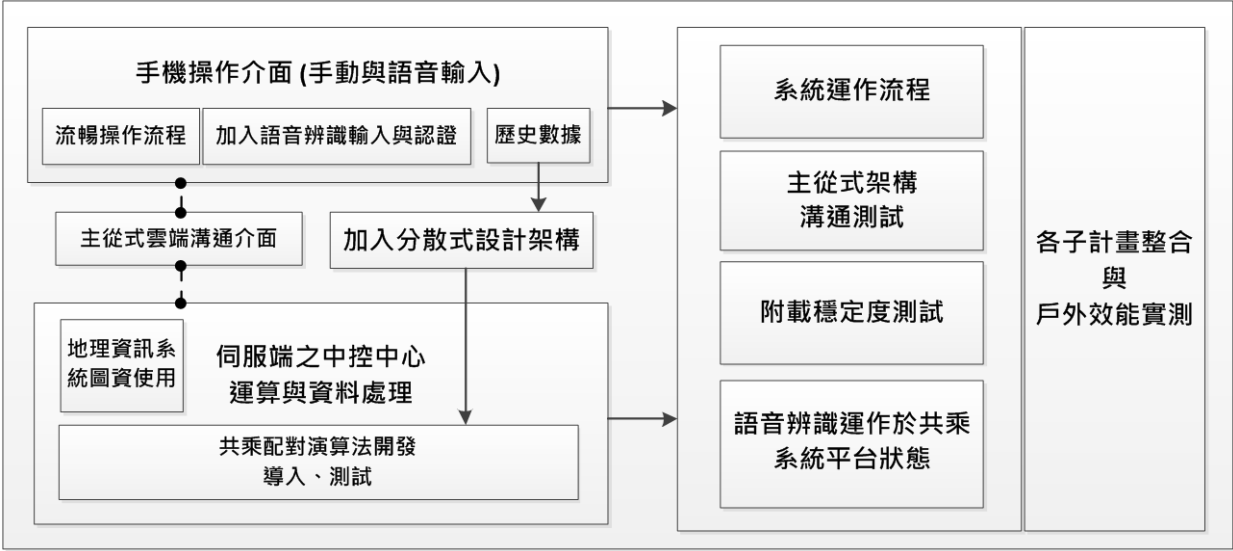 手機操作介面 (手動與語音輸入)
流暢操作流程
加入語音辨識輸入與認證
歷史數據
主從式雲端溝通介面
加入分散式設計架構
地理資訊系
統圖資使用
伺服端之中控中心
運算與資料處理
共乘配對演算法開發
導入、測試
系統運作流程
主從式架構
溝通測試
附載穩定度測試
語音辨識運作於共乘
系統平台狀態
各子計畫整合
與
戶外效能實測